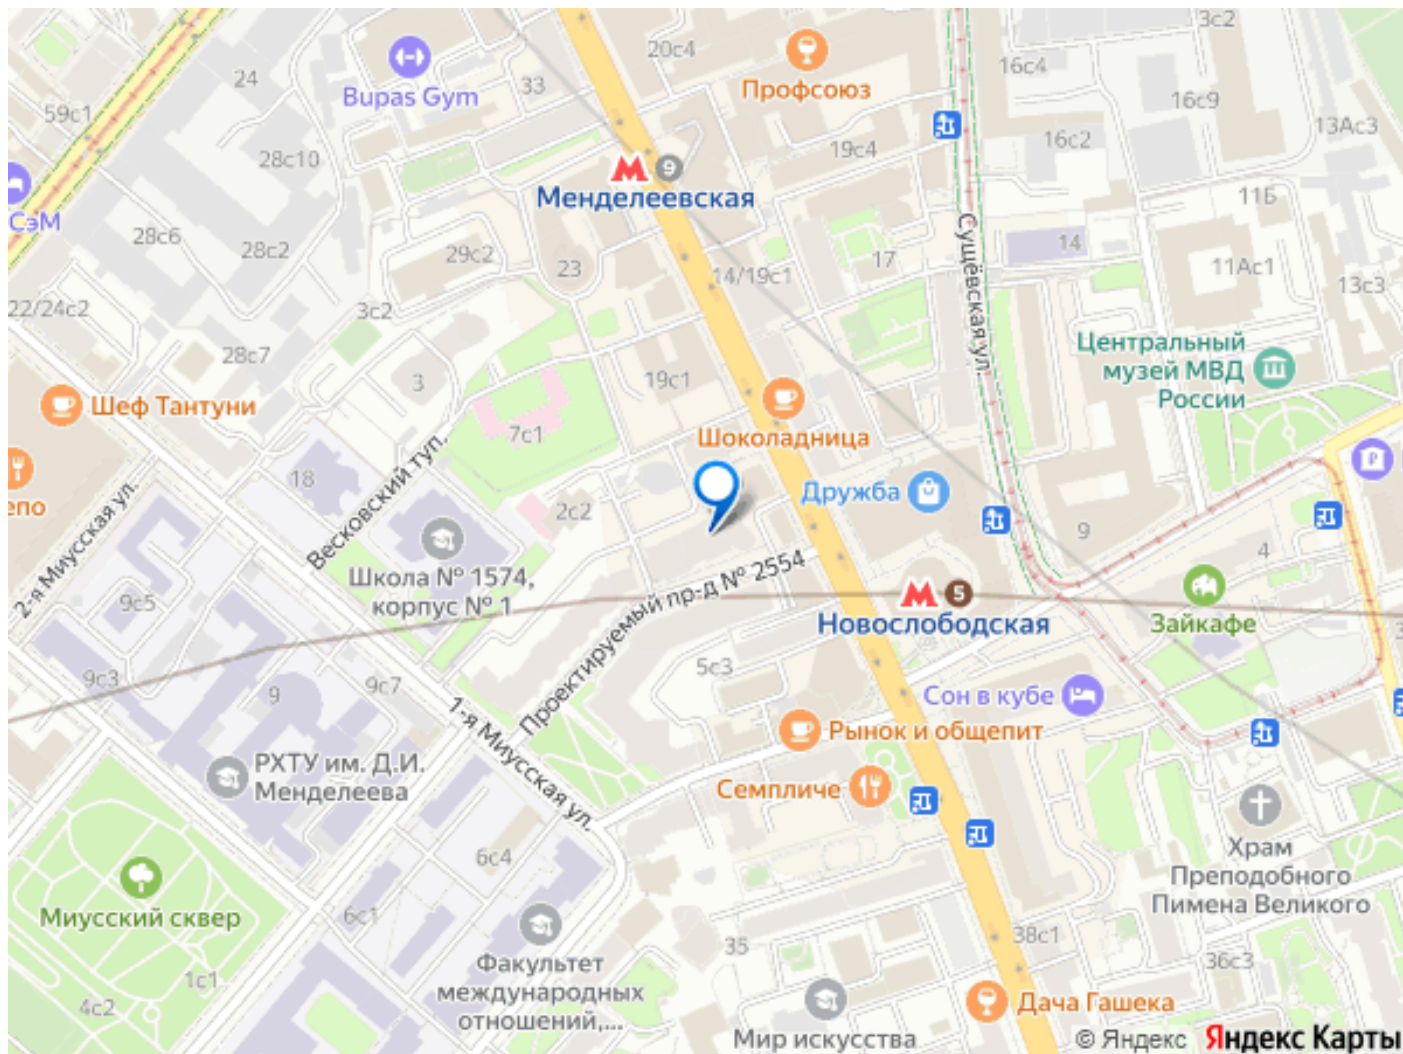 3с2
20с4
Профсоюз
16с4
24
33
Bupas Gym
16с9
59с1
13Ас3
16с2
19с4
28с10
9
Менделеевская
11Б
СэМ
28с6
28с2
29с2
23
17
14
14/19с1
11Ас1
13с3
Сущёвская ул.
22/24с2
3с2
28с7
Центральный
музей МВД
России
3
19с1
Шеф Тантуни
Шоколадница
7с1
Весковский туп.
18
Дружба
епо
2-я Миусская ул.
2с2
9
4
Школа № 1574,
корпус № 1
Проектируемый пр-д № 2554
5
Новослободская
Зайкафе
9с5
9с3
9
9с7
5с3
Сон в кубе
1-я Миусская ул.
Рынок и общепит
РХТУ им. Д.И.
Менделеева
Семпличе
6с4
Храм
Преподобного
Пимена Великого
Миусский сквер
6с1
35
38с1
36с3
Факультет
международных
отношений,...
1с1
4с2
Дача Гашека
Мир искусства
© Яндекс Яндекс Карты